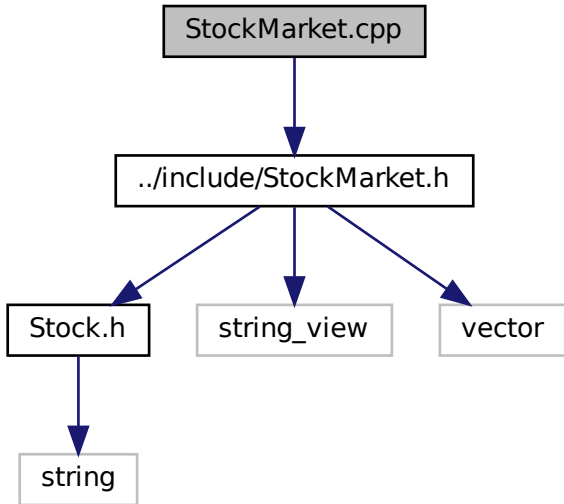 StockMarket.cpp
../include/StockMarket.h
Stock.h
string_view
vector
string